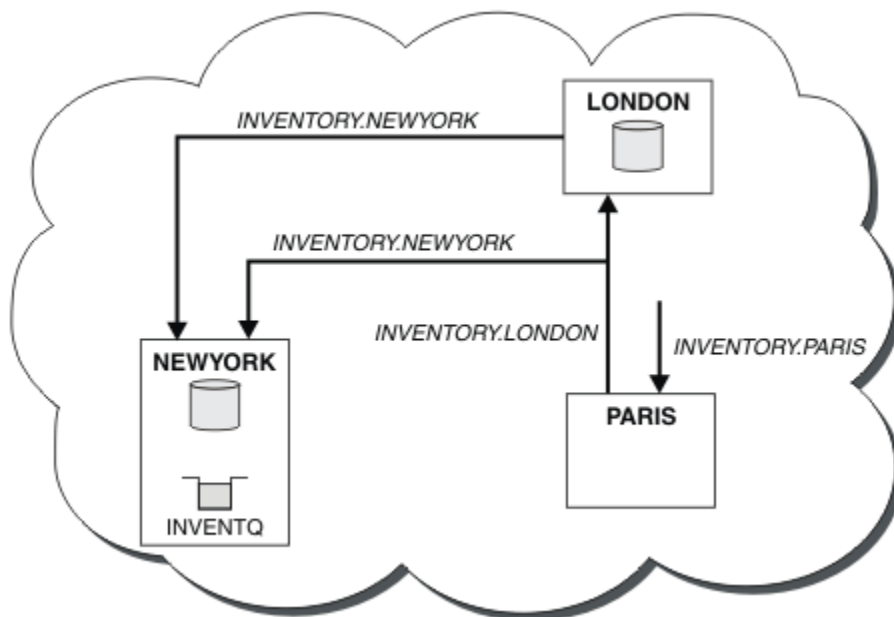 LONDON
INVENTORY.NEWYORK
INVENTORY.NEWYORK
INVENTORY.LONDON
INVENTORY.PARIS
NEWYORK
PARIS
INVENTQ